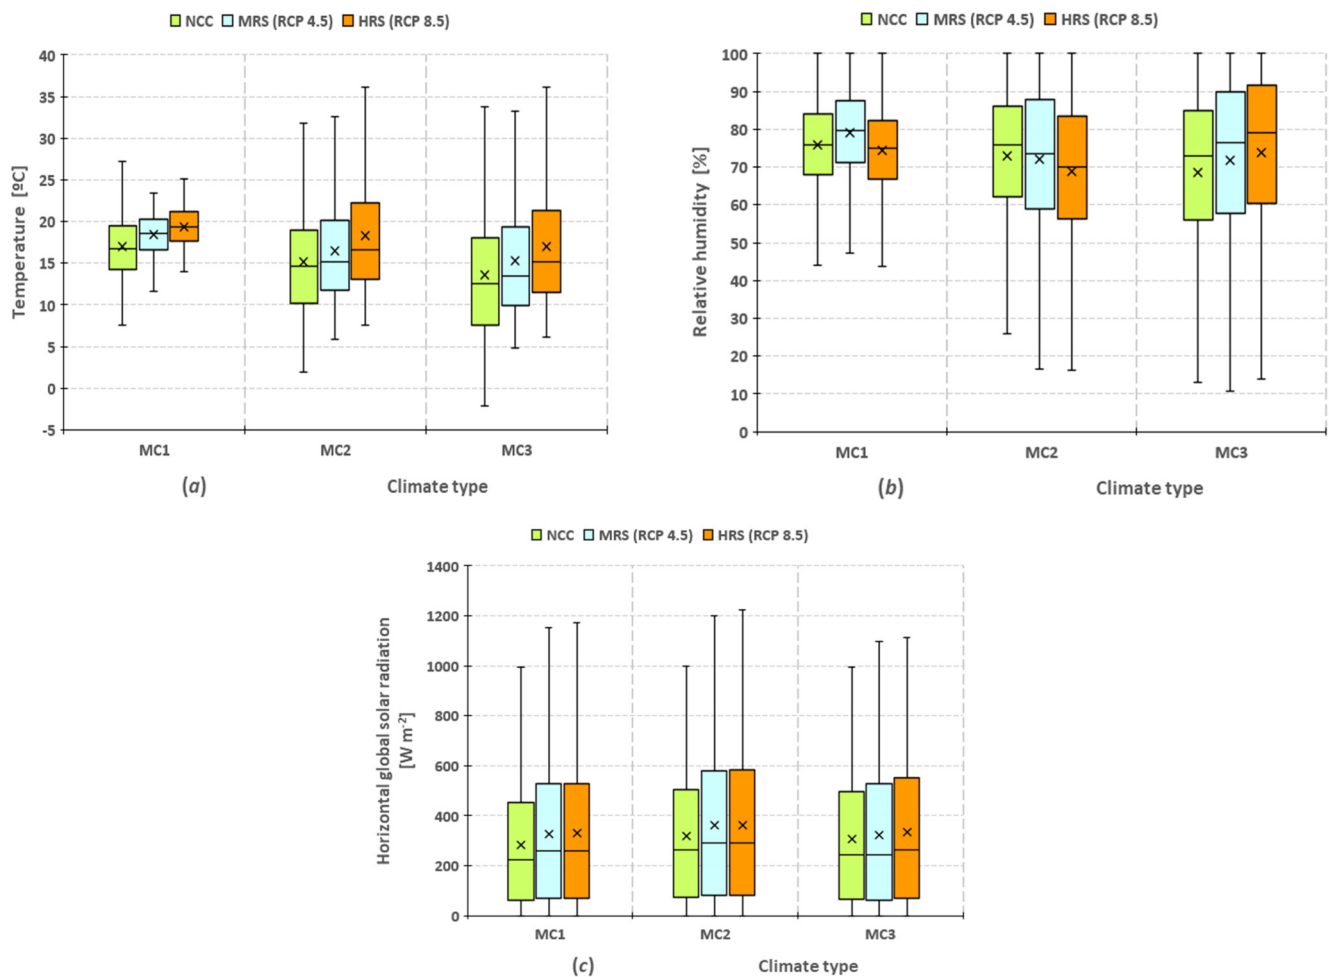 NCC MRS (RCP 4.5) HRS (RCP 8.5)
40
35
30
25
20
15
10
5
0
-5
Temperature [ºC]
MC1 MC2 MC3
(a) Climate type
NCC MRS (RCP 4.5) HRS (RCP 8.5)
100
90
80
70
60
50
40
30
20
10
0
Relative humidity [%]
MC1 MC2 MC3
(b) Climate type
NCC MRS (RCP 4.5) HRS (RCP 8.5)
1400
1200
1000
800
600
400
200
0
Horizontal global solar radiation
[W m-2]
MC1 MC2 MC3
(c) Climate type